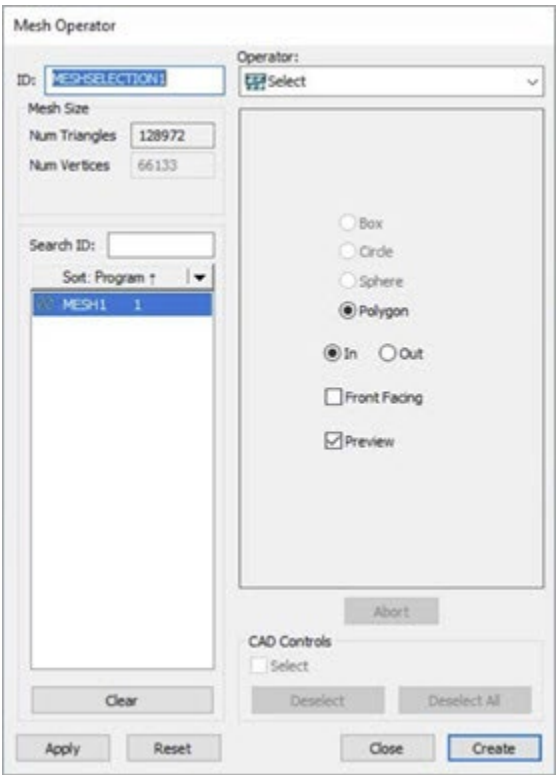 Mesh Operator
ID: MESHSELECTION1
Operator:
Select
Mesh Size
Num Triangles 128972
Num Vertices 66133
Search ID:
Sort: Program ↑
MESH1 1
Box
Circle
Sphere
Polygon
In Out
Front Facing
Preview
Abort
CAD Controls
Select
Clear
Deselect Deselect All
Apply Reset Close Create